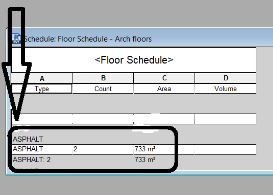 Schedule: Floor Schedule - Arch floors
<Floor Schedule>
A B C D
Type Count Area Volume
ASPHALT
ASPHALT 2 733 m²
ASPHALT: 2 733 m²